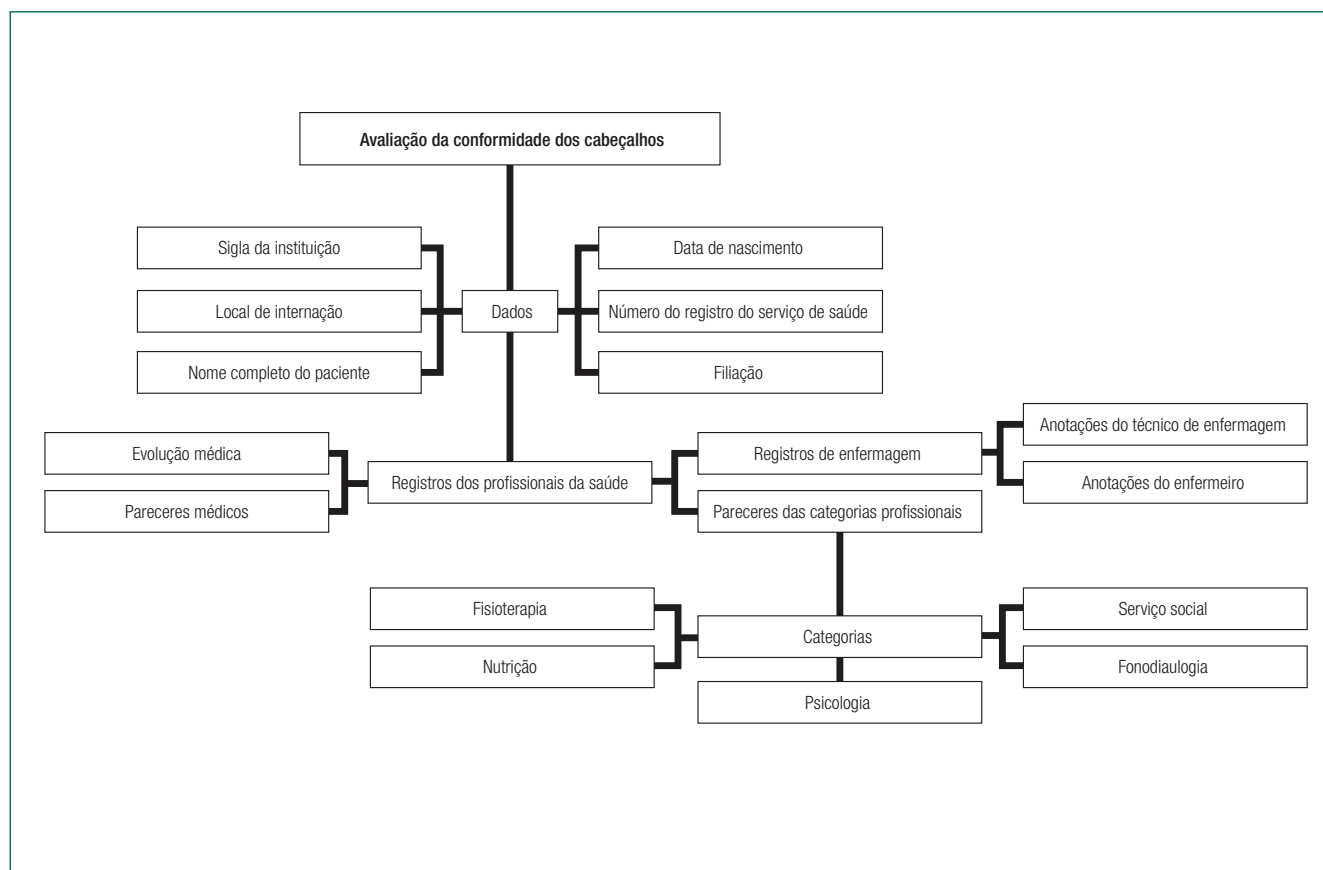 Avaliação da conformidade dos cabeçalhos
Sigla da instituição
Data de nascimento
Local de internação
Dados
Número do registro do serviço de saúde
Nome completo do paciente
Filiação
Anotações do técnico de enfermagem
Evolução médica
Registros de enfermagem
Registros dos profissionais da saúde
Anotações do enfermeiro
Pareceres médicos
Pareceres das categorias profissionais
Fisioterapia
Serviço social
Categorias
Nutrição
Fonodiaulogia
Psicologia